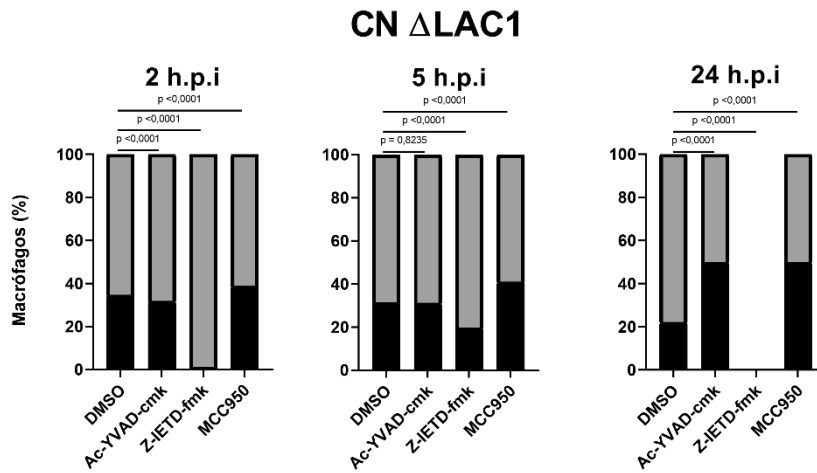 CN ΔLAC1
2 h.p.i
p <0,0001
p <0,0001
p <0,0001
100
80
60
40
20
0
Macrófagos (%)
DMSO
Ac-YVAD-cmk
Z-IETD-fmk
MCC950
5 h.p.i
p <0,0001
p <0,0001
p = 0,8235
100
80
60
40
20
0
DMSO
Ac-YVAD-cmk
Z-IETD-fmk
MCC950
24 h.p.i
p <0,0001
p <0,0001
p <0,0001
100
80
60
40
20
0
DMSO
Ac-YVAD-cmk
Z-IETD-fmk
MCC950